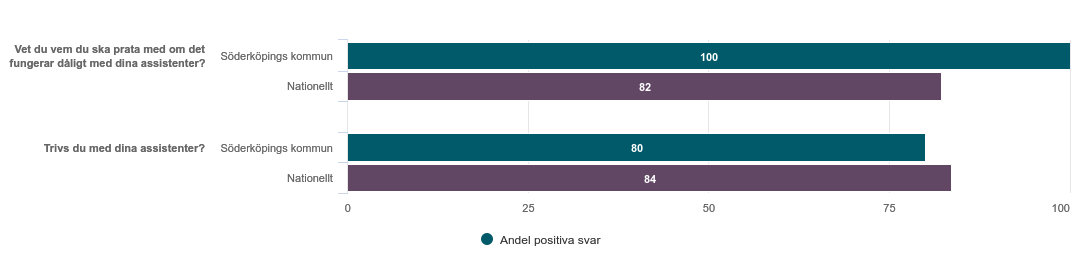 Vet du vem du ska prata med om det
fungerar dåligt med dina assistenter?
Söderköpings kommun
100
Nationellt
82
Trivs du med dina assistenter?
Söderköpings kommun
80
Nationellt
84
0 25 50 75 100
Andel positiva svar